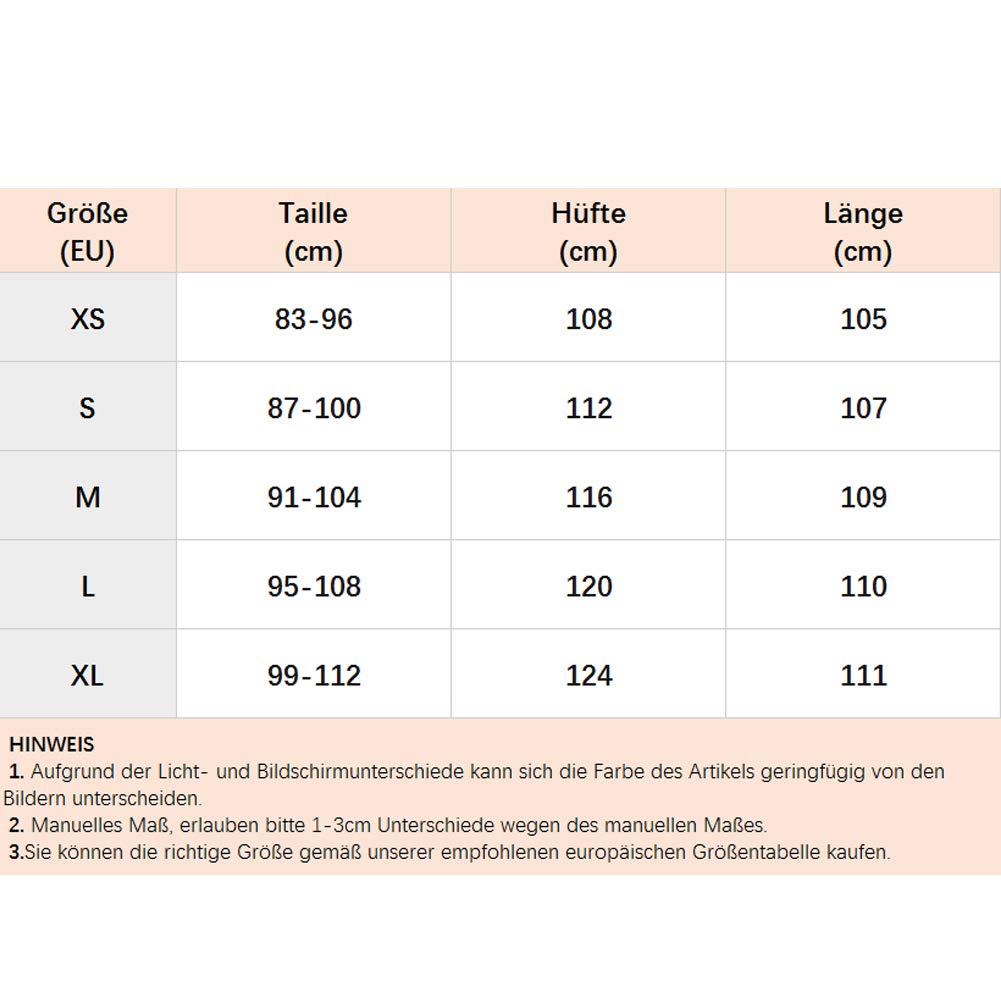 Größe Taille Hüfte Länge
(EU) (cm) (cm) (cm)
XS 83-96 108 105
S 87-100 112 107
M 91-104 116 109
L 95-108 120 110
XL 99-112 124 111
HINWEIS
1. Aufgrund der Licht- und Bildschirmunterschiede kann sich die Farbe des Artikels geringfügig von den
Bildern unterscheiden.
2. Manuelles Maß, erlauben bitte 1-3cm Unterschiede wegen des manuellen Maßes.
3.Sie können die richtige Größe gemäß unserer empfohlenen europäischen Größentabelle kaufen.